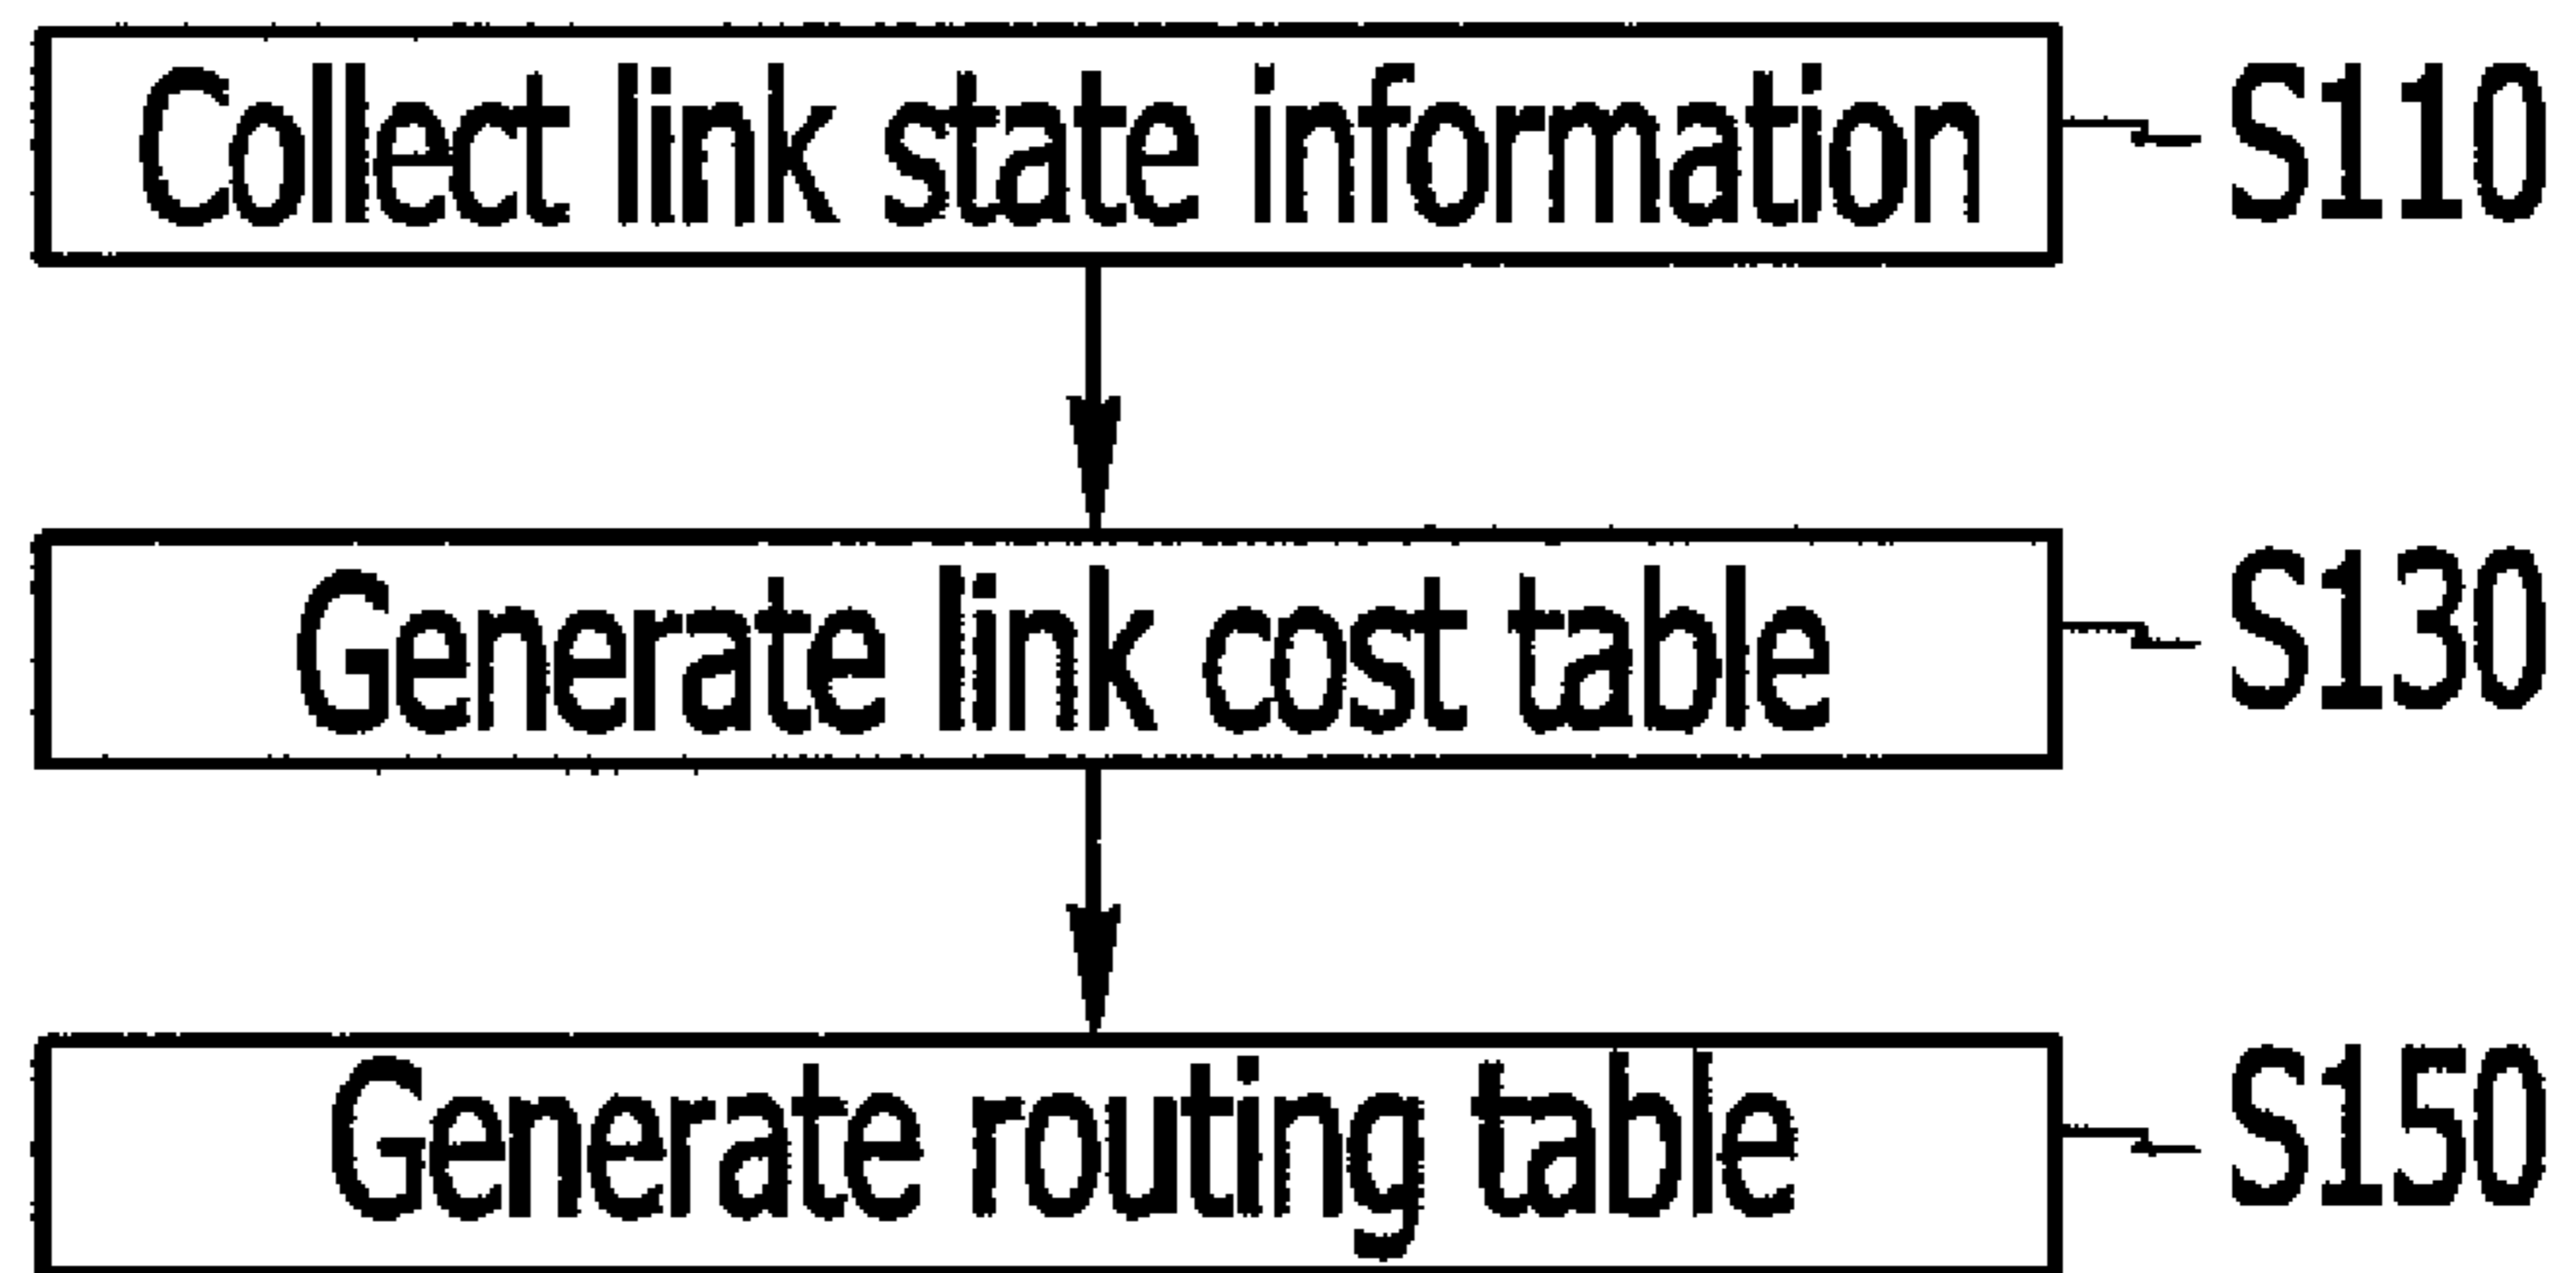 Collect link state information S110
Generate link cost table S130
Generate routing table S150